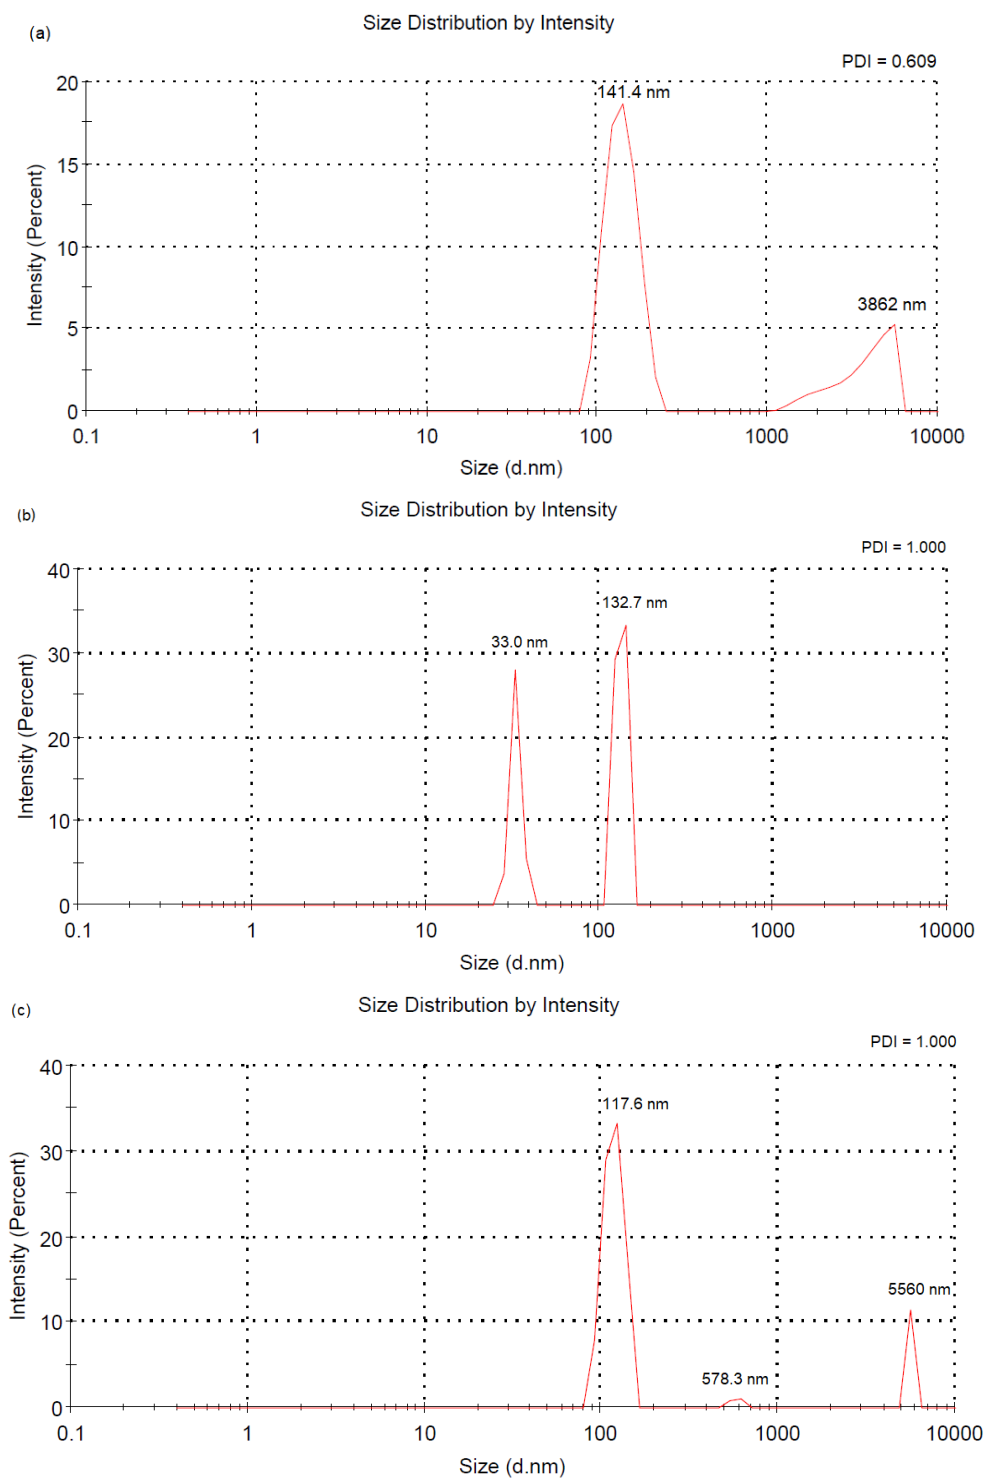 (a)
Size Distribution by Intensity
PDI = 0.609
141.4 nm
3862 nm
20
15
10
5
0
Intensity (Percent)
0.1 1 10 100 1000 10000
Size (d.nm)
(b)
Size Distribution by Intensity
PDI = 1.000
33.0 nm
132.7 nm
40
30
20
10
0
Intensity (Percent)
0.1 1 10 100 1000 10000
Size (d.nm)
(c)
Size Distribution by Intensity
PDI = 1.000
117.6 nm
578.3 nm
5560 nm
40
30
20
10
0
Intensity (Percent)
0.1 1 10 100 1000 10000
Size (d.nm)